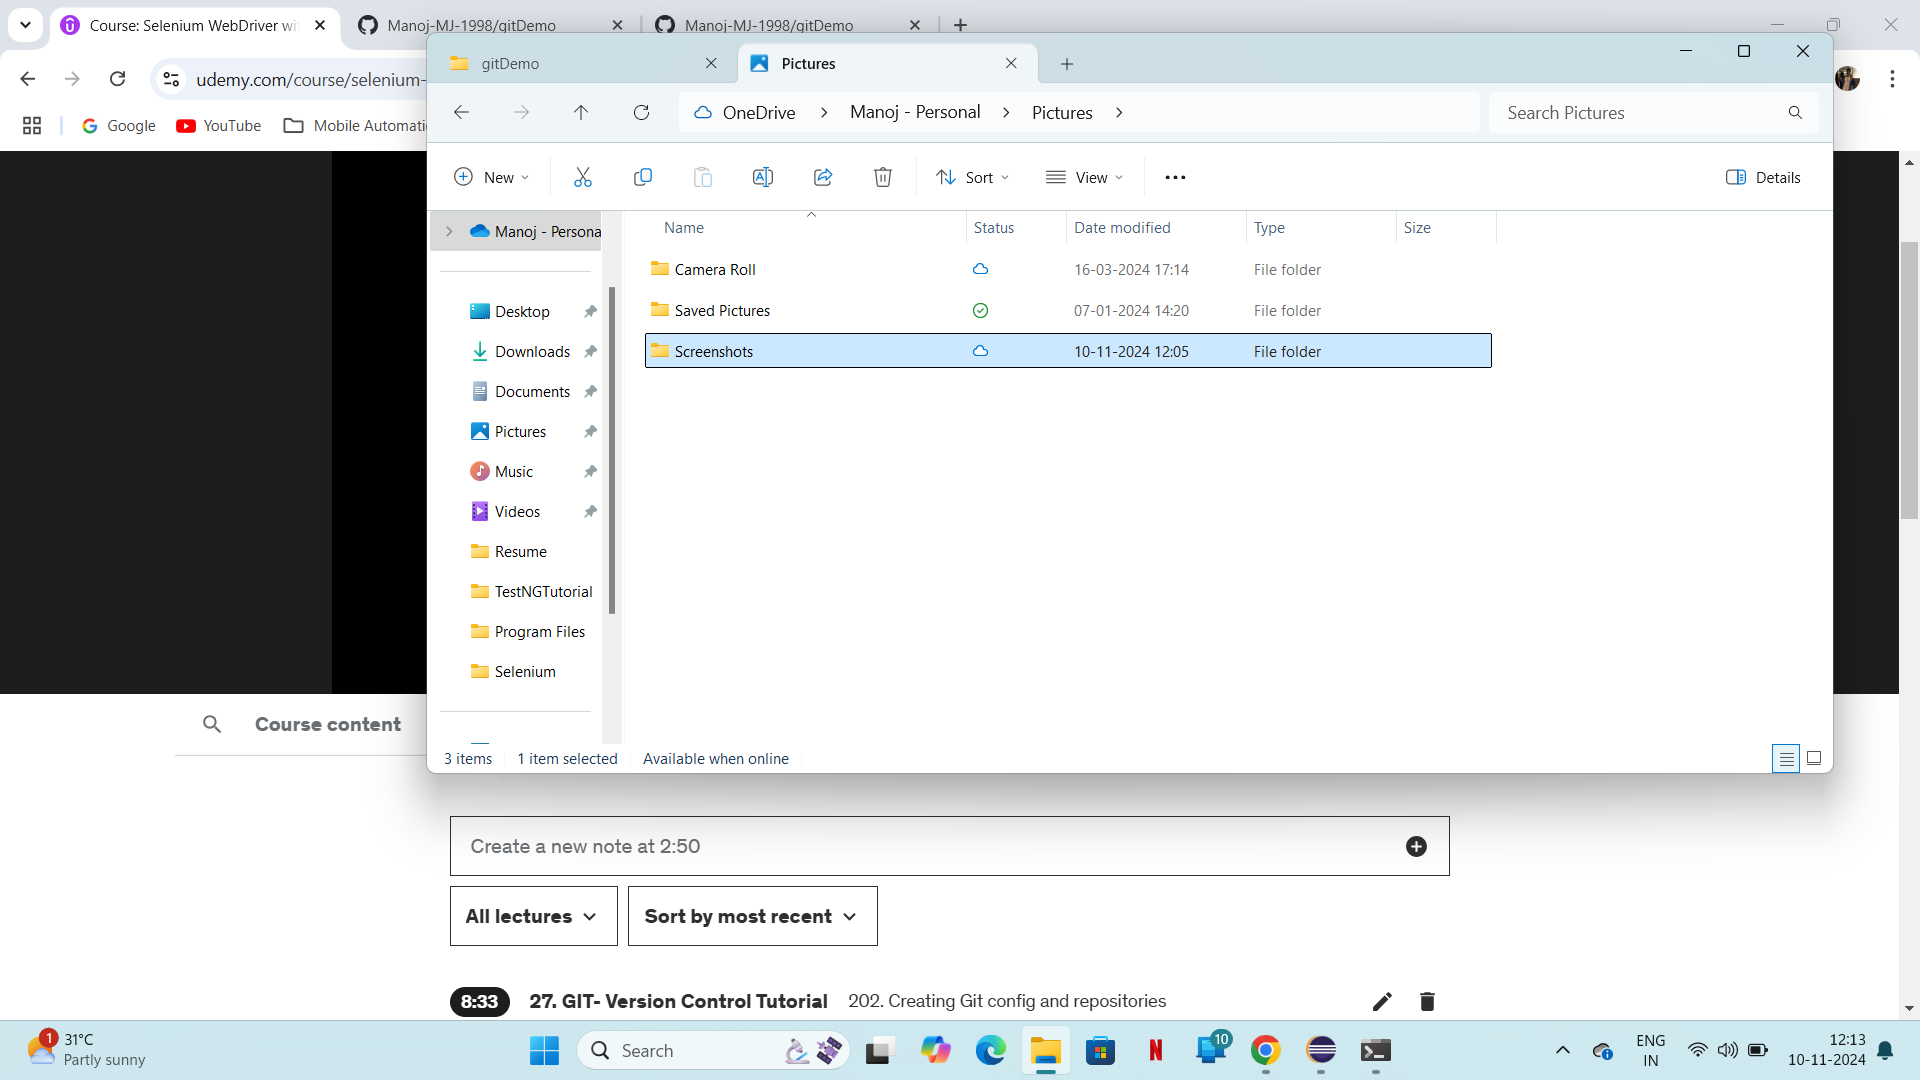 Course: Selenium WebDriver wi
Manoj-MJ-1998/gitDemo
Manoj-MJ-1998/gitDemo
udemy.com/course/selenium-
Google
YouTube
Mobile Automati
gitDemo
Pictures
OneDrive
Manoj - Personal
Pictures
Search Pictures
New
Sort
View
Details
Manoj - Persona
Name
Status
Date modified
Type
Size
Camera Roll
16-03-2024 17:14
File folder
Saved Pictures
07-01-2024 14:20
File folder
Screenshots
10-11-2024 12:05
File folder
Desktop
Downloads
Documents
Pictures
Music
Videos
Resume
TestNGTutorial
Program Files
Selenium
3 items
1 item selected
Available when online
Course content
Create a new note at 2:50
All lectures
Sort by most recent
8:33
27. GIT- Version Control Tutorial
202. Creating Git config and repositories
1
31°C
Partly sunny
Search
10
ENG
IN
12:13
10-11-2024